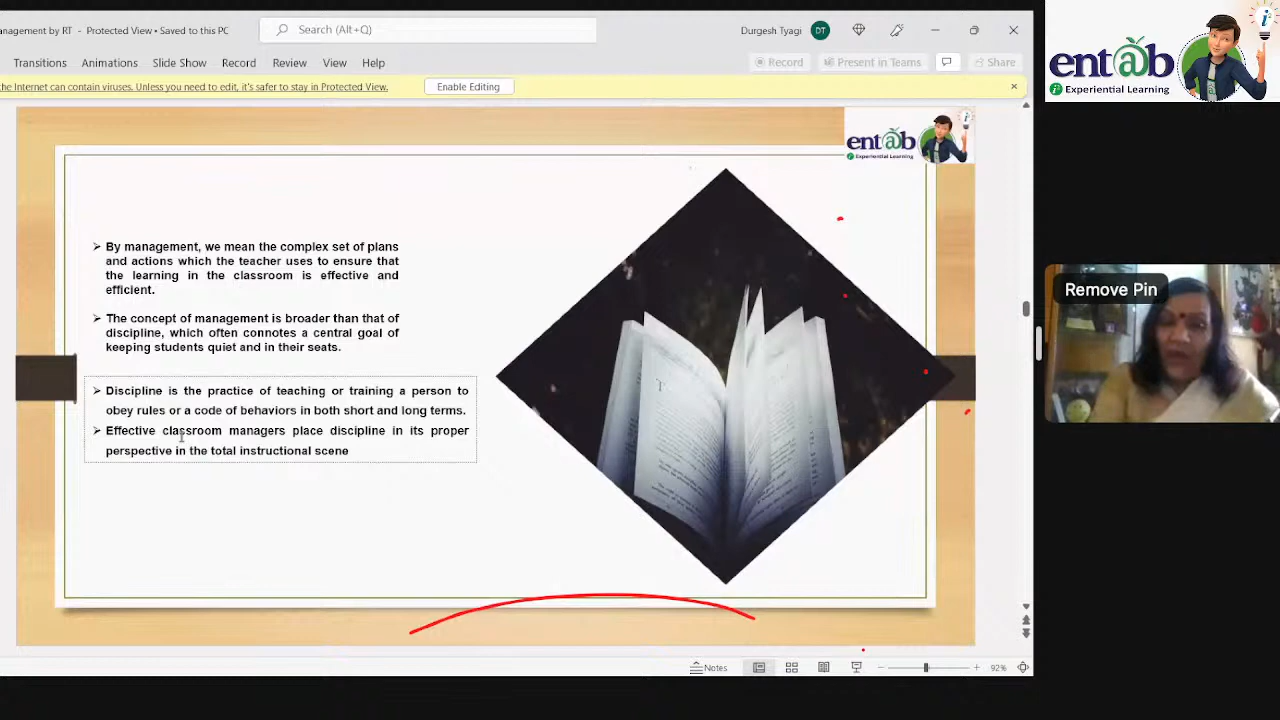 anagement by RT - Protected View • Saved to this PC
Search (Alt+Q)
Durgesh Tyagi DT
Transitions Animations Slide Show Record Review View Help
Record Present in Teams Share
the Internet can contain viruses. Unless you need to edit, it's safer to stay in Protected View. Enable Editing
entab
Experiential Learning
entab
Experiential Learning
By management, we mean the complex set of plans
and actions which the teacher uses to ensure that
the learning in the classroom is effective and
efficient.
The concept of management is broader than that of
discipline, which often connotes a central goal of
keeping students quiet and in their seats.
Discipline is the practice of teaching or training a person to
obey rules or a code of behaviors in both short and long terms.
Effective classroom managers place discipline in its proper
perspective in the total instructional scene
Remove Pin
Notes
92%